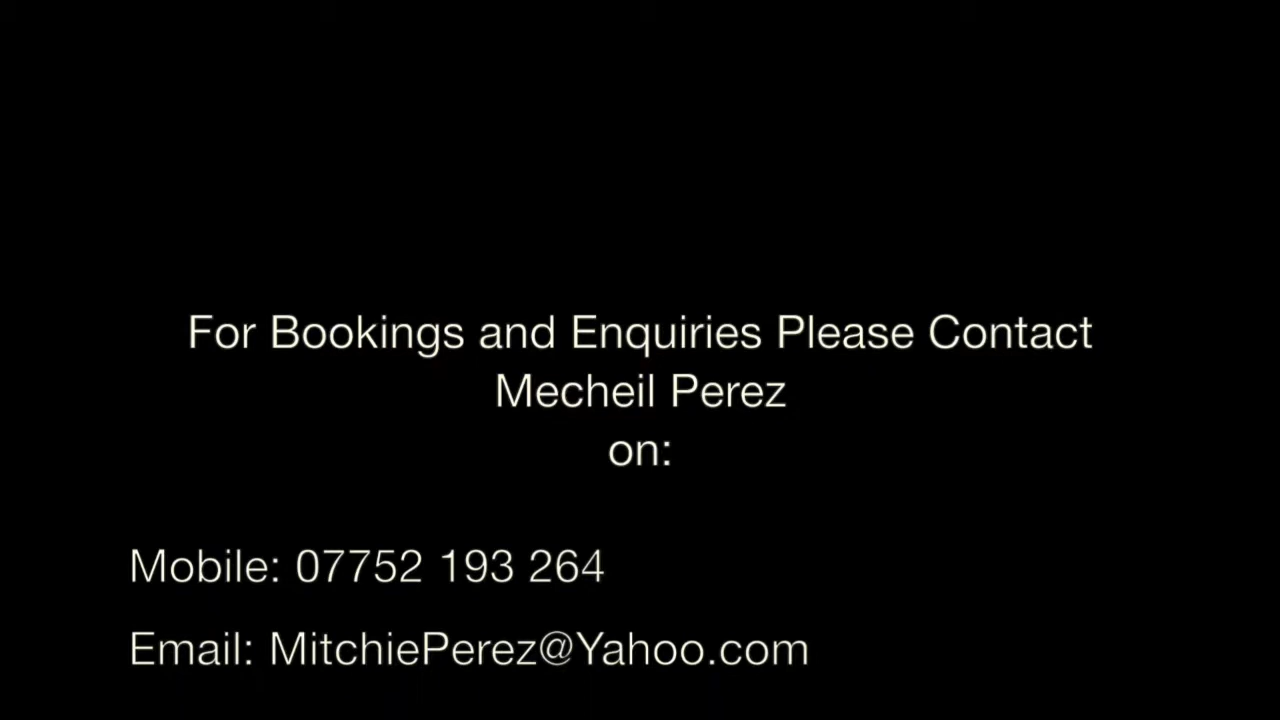 For Bookings and Enquiries Please Contact
Mecheil Perez
on:
Mobile: 07752 193 264
Email: MitchiePerez@Yahoo.com